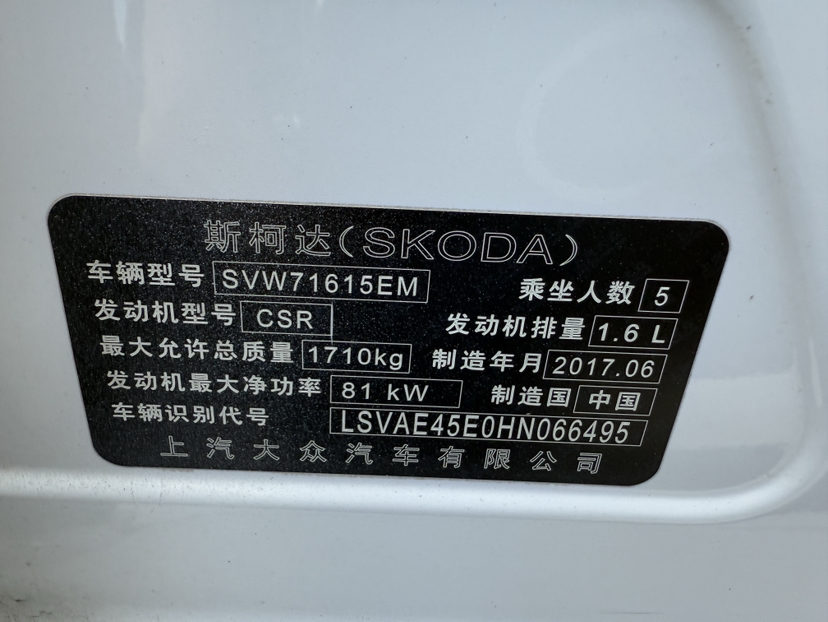 斯柯达(SKODA)
车辆型号 SVW71615EM 乘坐人数 5
发动机型号 CSR 发动机排量 1.6 L
最大允许总质量 1710kg 制造年月 2017.06
发动机最大净功率 81 kW 制造国 中国
车辆识别代号 LSVAE45E0HN066495
上汽大众汽车有限公司